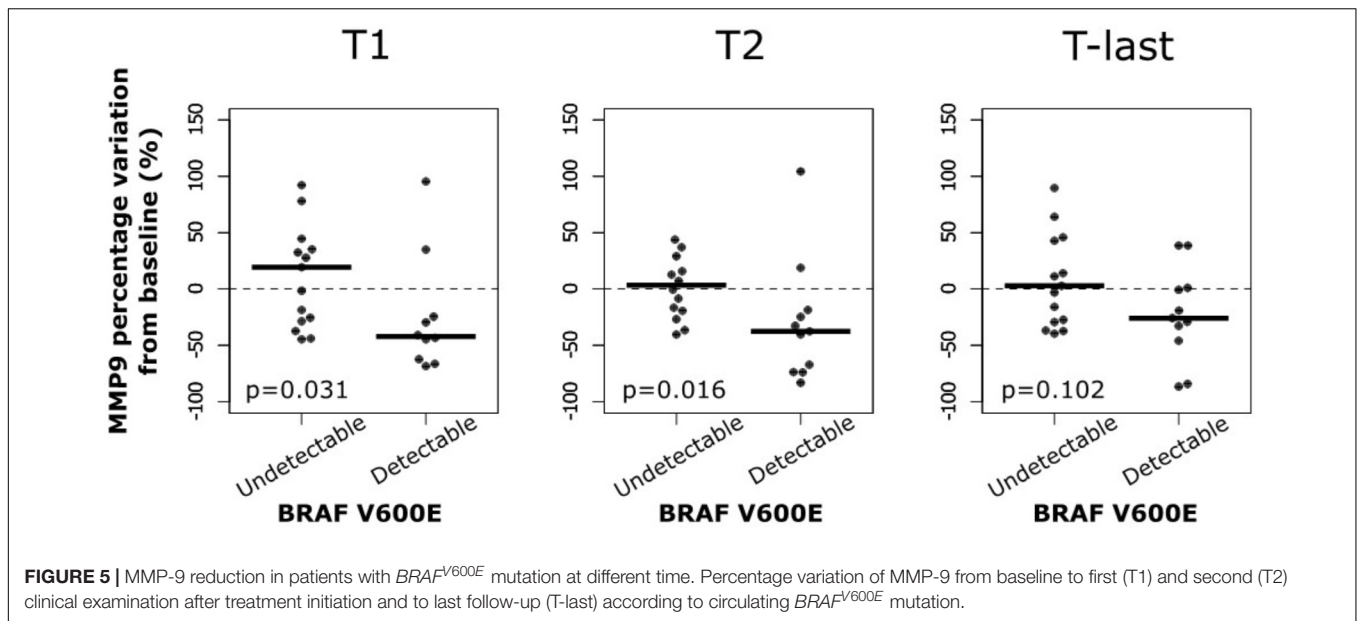 T1 T2 T-last
MMP9 percentage variation
from baseline (%)
150 150 150
100 100 100
50 50 50
0 0 0
-50 -50 -50
-100 -100 -100
p=0.031 p=0.016 p=0.102
Undetectable Detectable Undetectable Detectable Undetectable Detectable
BRAF V600E BRAF V600E BRAF V600E
FIGURE 5 | MMP-9 reduction in patients with BRAF^V600E mutation at different time. Percentage variation of MMP-9 from baseline to first (T1) and second (T2)
clinical examination after treatment initiation and to last follow-up (T-last) according to circulating BRAF^V600E mutation.